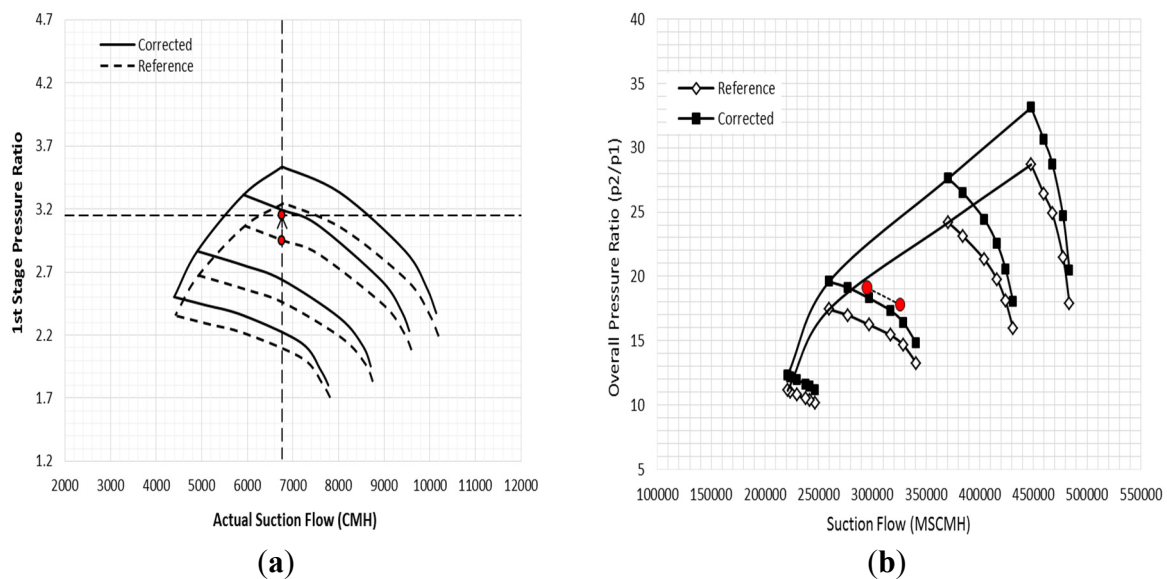 4.7
4.2
3.7
3.2
2.7
2.2
1.7
1.2
1st Stage Pressure Ratio
Corrected
Reference
2000 3000 4000 5000 6000 7000 8000 9000 10000 11000 12000
Actual Suction Flow (CMH)
(a)
40
35
30
25
20
15
10
5
Overall Pressure Ratio (p2/p1)
Reference
Corrected
100000 150000 200000 250000 300000 350000 400000 450000 500000 550000
Suction Flow (MSCMH)
(b)